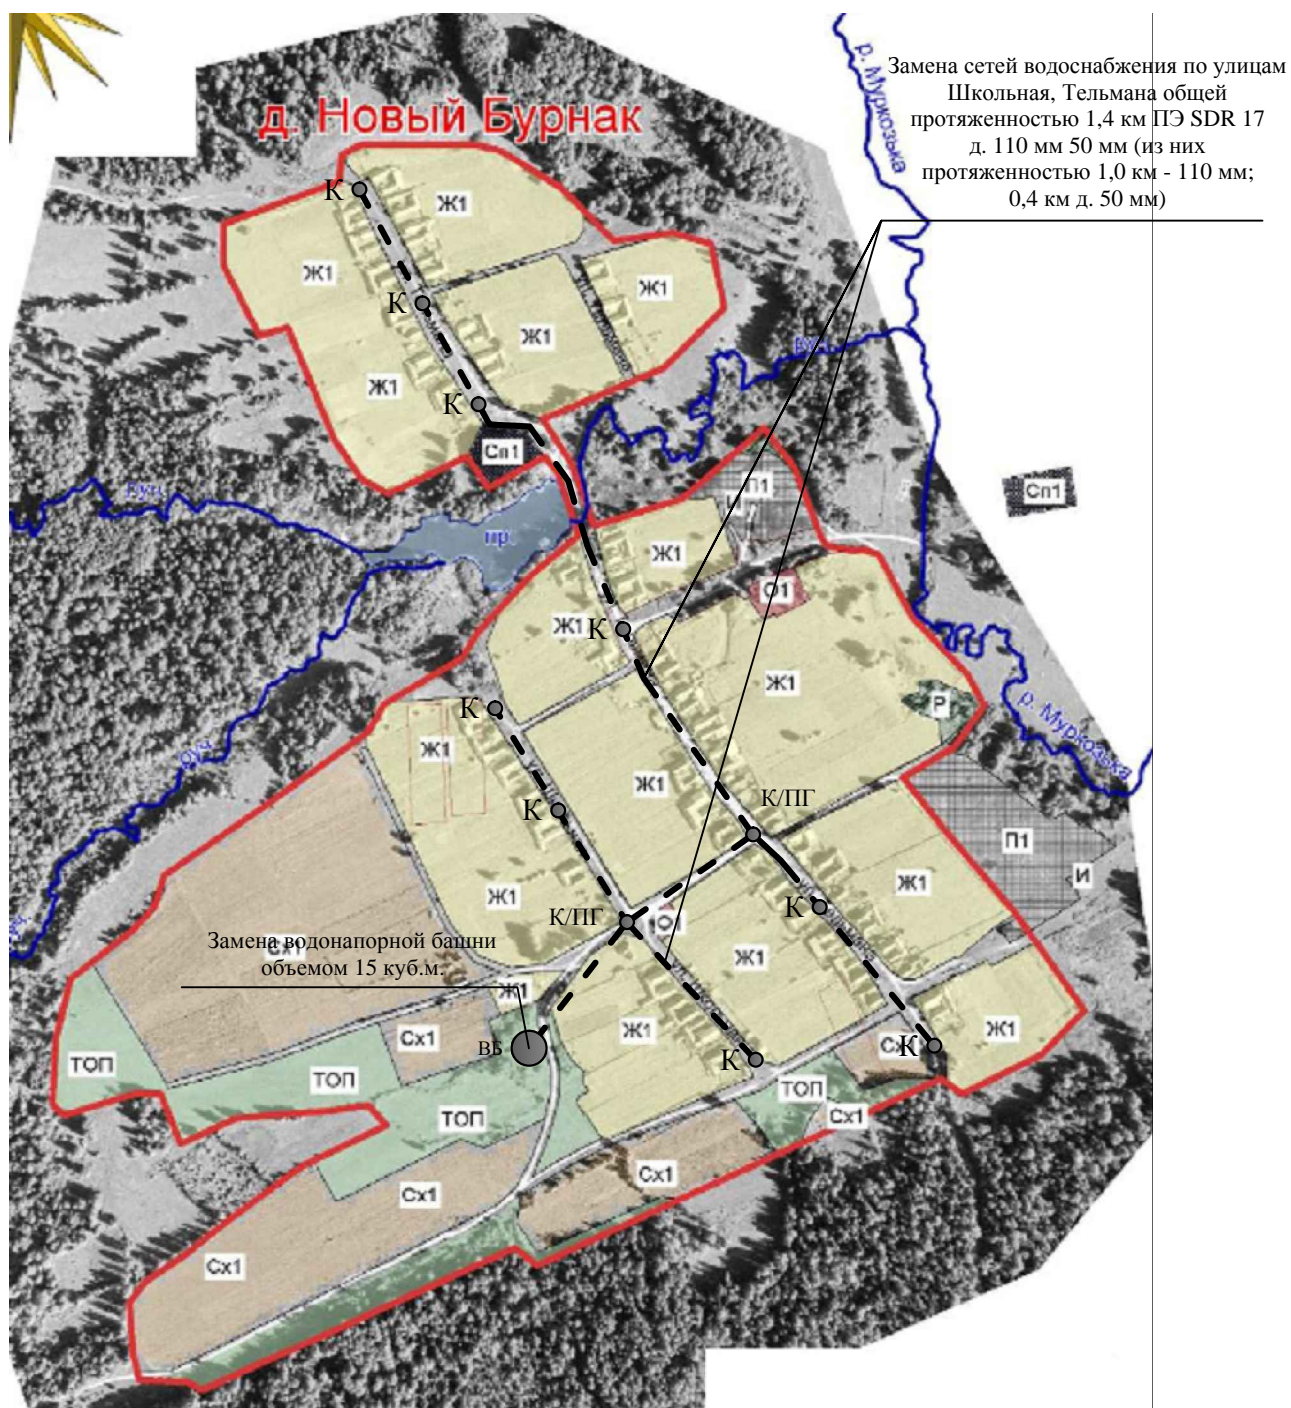 р. Муркозька
Замена сетей водоснабжения по улицам
Школьная, Тельмана общей
протяженностью 1,4 км ПЭ SDR 17
д. 110 мм 50 мм (из них
протяженностью 1,0 км - 110 мм;
0,4 км д. 50 мм)
д. Новый Бурнак
К
Ж1
Ж1
Ж1
К
Ж1
Ж1
К
Сп1
руч.
П1
Сп1
пр
Ж1
О1
Ж1
К
Ж1
Р
р. Муркозька
К
руч.
Ж1
Ж1
К/ПГ
К
П1
И
Ж1
Ж1
К
К/ПГ
Замена водонапорной башни
объемом 15 куб.м.
Сх1
Ж1
Ж1
Ж1
Ж1
Сх1
ВБ
К
К
ТОП
ТОП
ТОП
Сх1
ТОП
Сх1
Сх1
Сх1